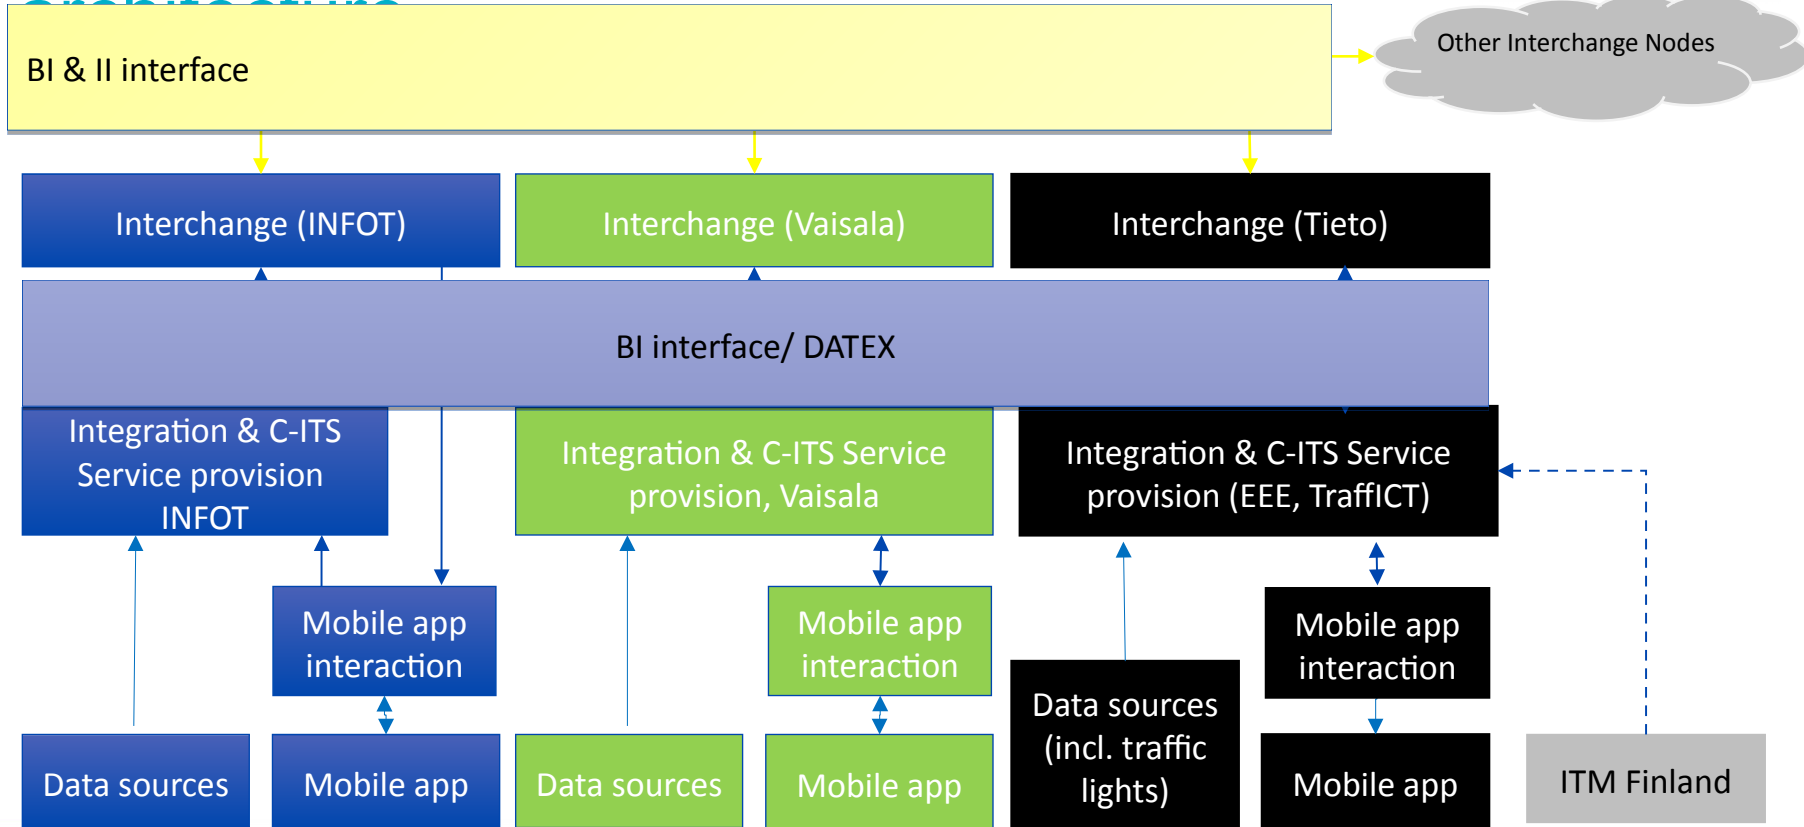 architecture
BI & II interface
Other Interchange Nodes
Interchange (INFOT)
Interchange (Vaisala)
Interchange (Tieto)
BI interface/ DATEX
Integration & C-ITS
Service provision
INFOT
Integration & C-ITS Service
provision, Vaisala
Integration & C-ITS Service
provision (EEE, TraffICT)
Mobile app
interaction
Mobile app
interaction
Mobile app
interaction
Data sources
Mobile app
Data sources
Mobile app
Data sources
(incl. traffic
lights)
Mobile app
ITM Finland